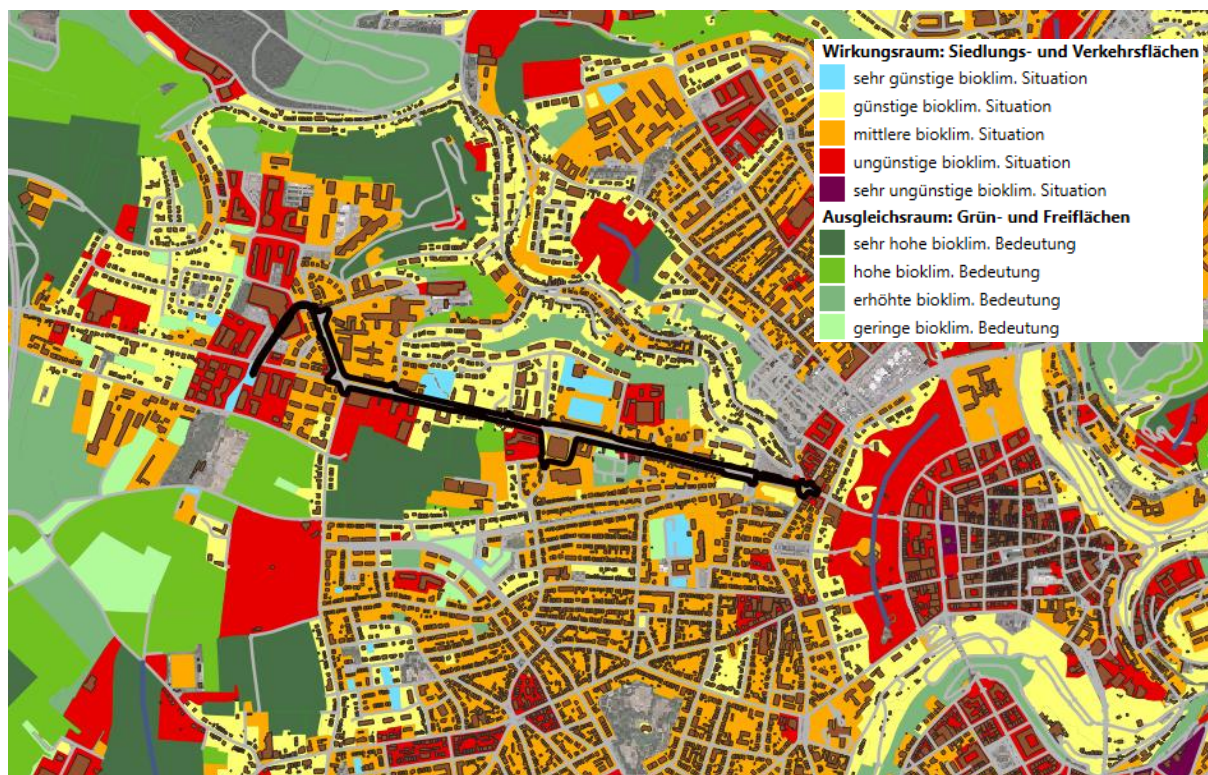 Wirkungsraum: Siedlungs- und Verkehrsflächen
sehr günstige bioklim. Situation
günstige bioklim. Situation
mittlere bioklim. Situation
ungünstige bioklim. Situation
sehr ungünstige bioklim. Situation
Ausgleichsraum: Grün- und Freiflächen
sehr hohe bioklim. Bedeutung
hohe bioklim. Bedeutung
erhöhte bioklim. Bedeutung
geringe bioklim. Bedeutung